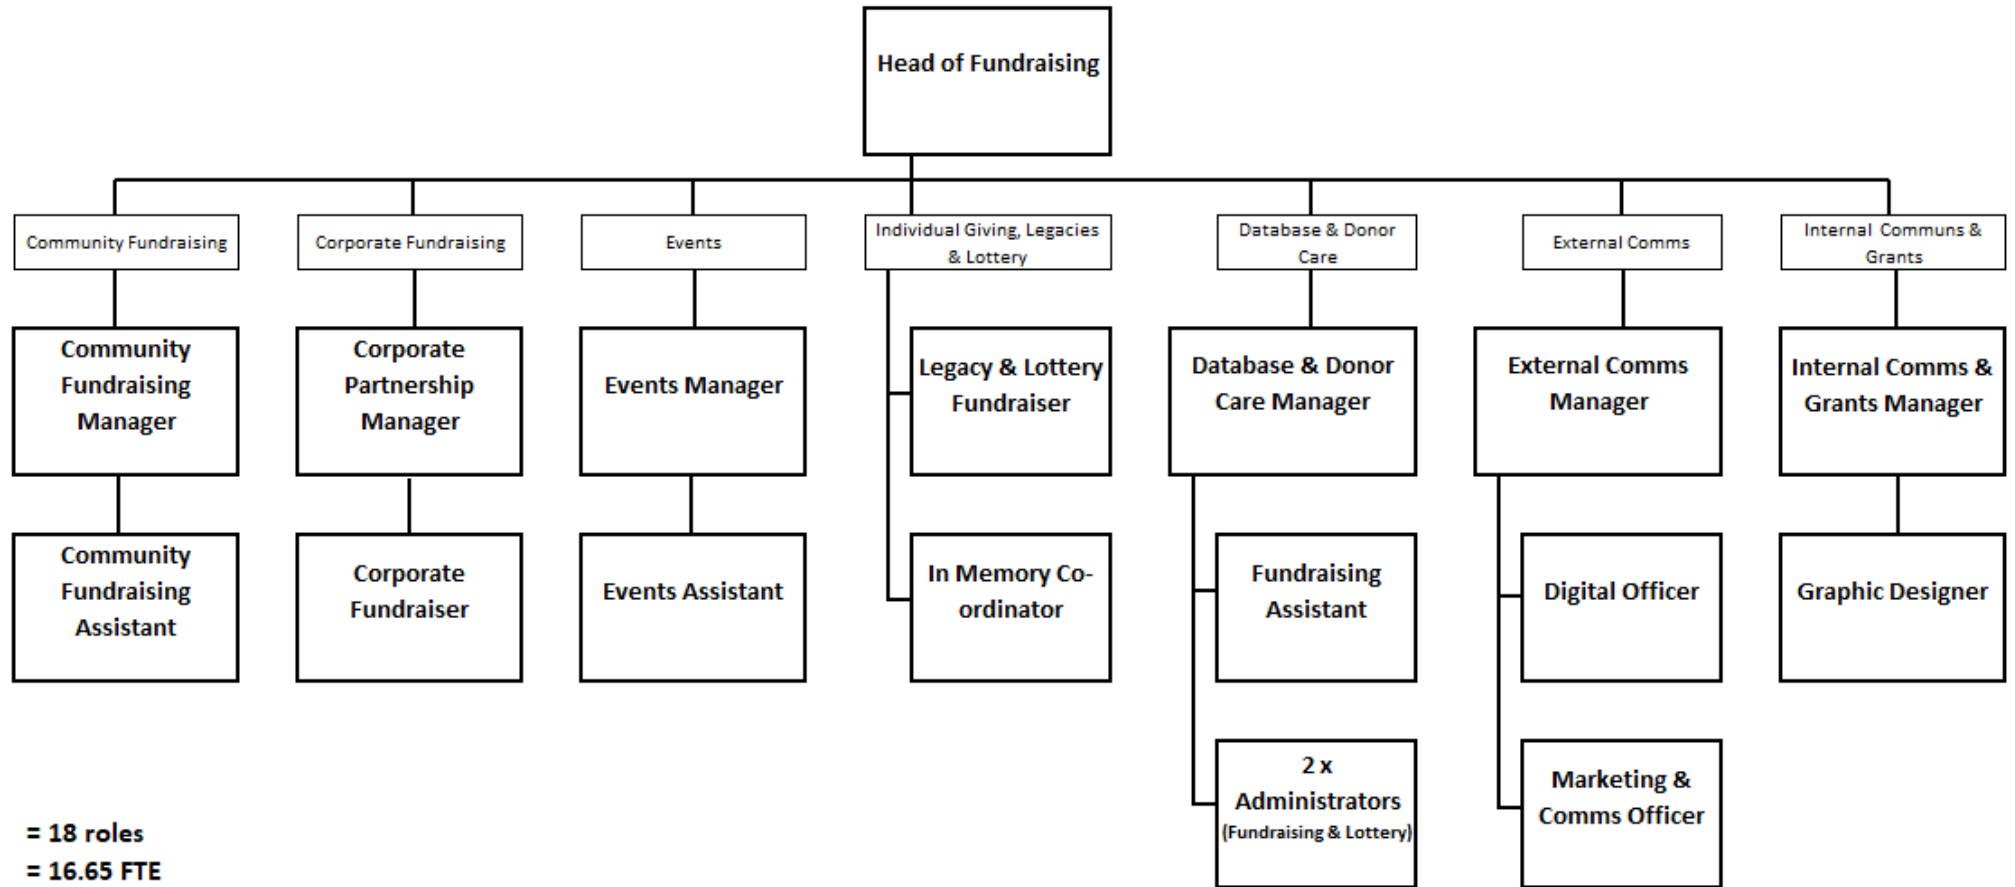 Head of Fundraising
Community Fundraising
Corporate Fundraising
Events
Individual Giving, Legacies
& Lottery
Database & Donor
Care
External Comms
Internal Communs &
Grants
Community
Fundraising
Manager
Corporate
Partnership
Manager
Events Manager
Legacy & Lottery
Fundraiser
Database & Donor
Care Manager
External Comms
Manager
Internal Comms &
Grants Manager
Community
Fundraising
Assistant
Corporate
Fundraiser
Events Assistant
In Memory Co-
ordinator
Fundraising
Assistant
Digital Officer
Graphic Designer
2 x
Administrators
(Fundraising & Lottery)
Marketing &
Comms Officer
= 18 roles
= 16.65 FTE